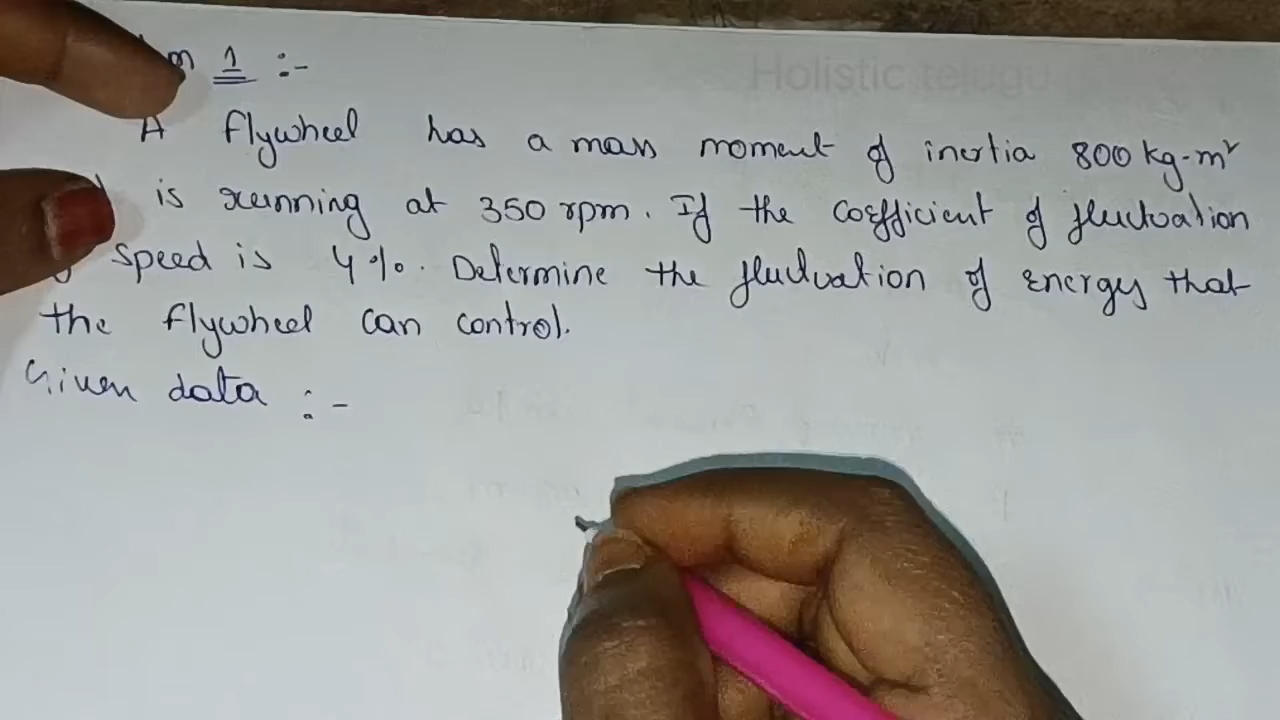 1 :-
Holistic telugu
A flywheel has a mass moment of inertia 800 kg-m²
is running at 350 rpm. If the coefficient of fluctuation
speed is 4%. Determine the fluctuation of energy that
the flywheel can control.
Given data :-